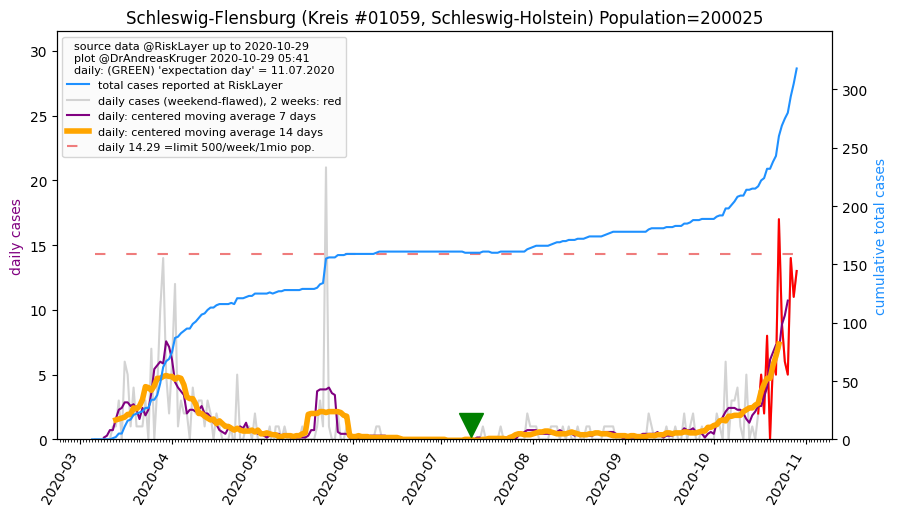 Schleswig-Flensburg (Kreis #01059, Schleswig-Holstein) Population=200025
source data @RiskLayer up to 2020-10-29
plot @DrAndreasKruger 2020-10-29 05:41
daily: (GREEN) 'expectation day' = 11.07.2020
total cases reported at RiskLayer
daily cases (weekend-flawed), 2 weeks: red
daily: centered moving average 7 days
daily: centered moving average 14 days
daily 14.29 =limit 500/week/1mio pop.
daily cases
30
25
20
15
10
5
0
cumulative total cases
300
250
200
150
100
50
0
2020-03
2020-04
2020-05
2020-06
2020-07
2020-08
2020-09
2020-10
2020-11